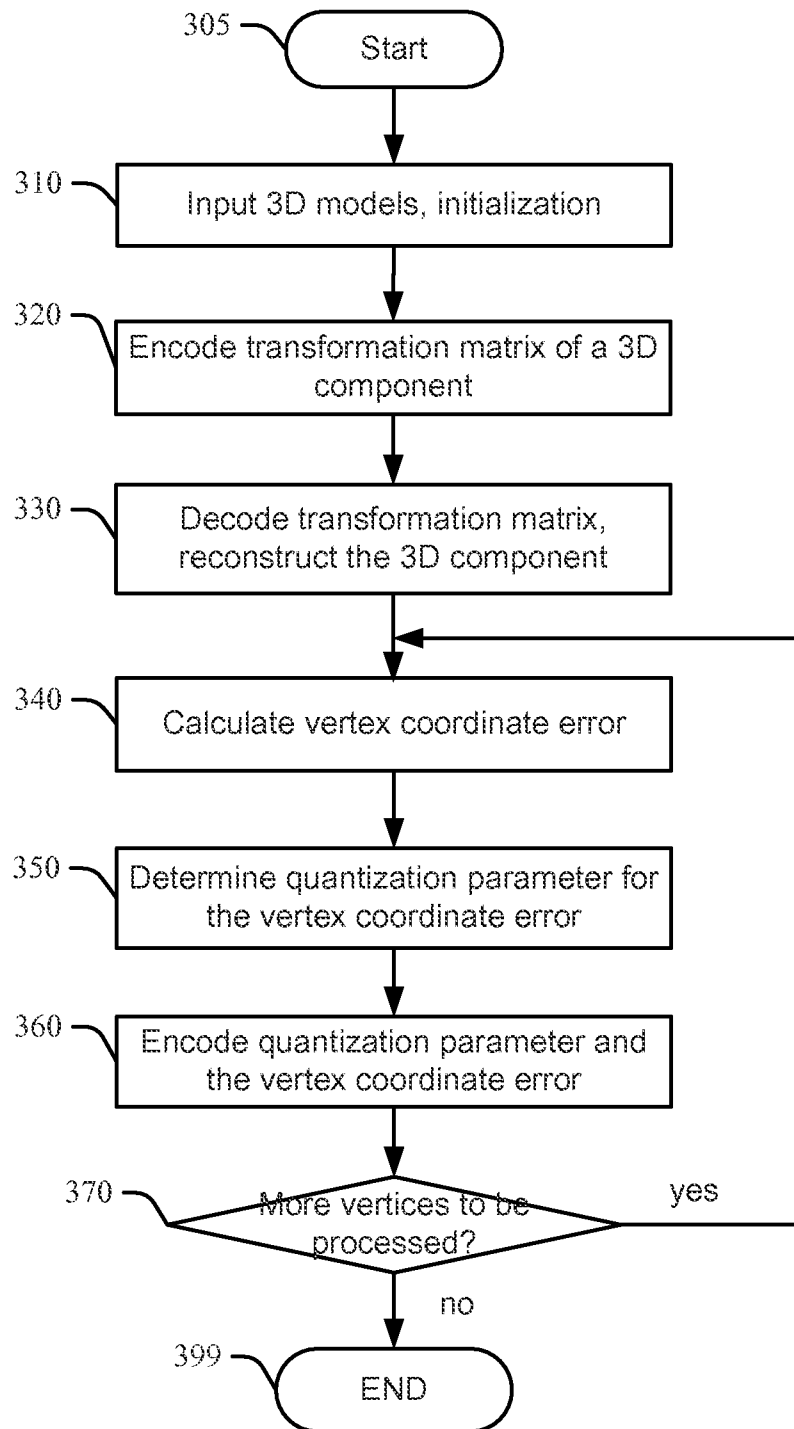 305
Start
310
Input 3D models, initialization
320
Encode transformation matrix of a 3D
component
330
Decode transformation matrix,
reconstruct the 3D component
340
Calculate vertex coordinate error
350
Determine quantization parameter for
the vertex coordinate error
360
Encode quantization parameter and
the vertex coordinate error
370
More vertices to be
processed?
yes
no
399
END